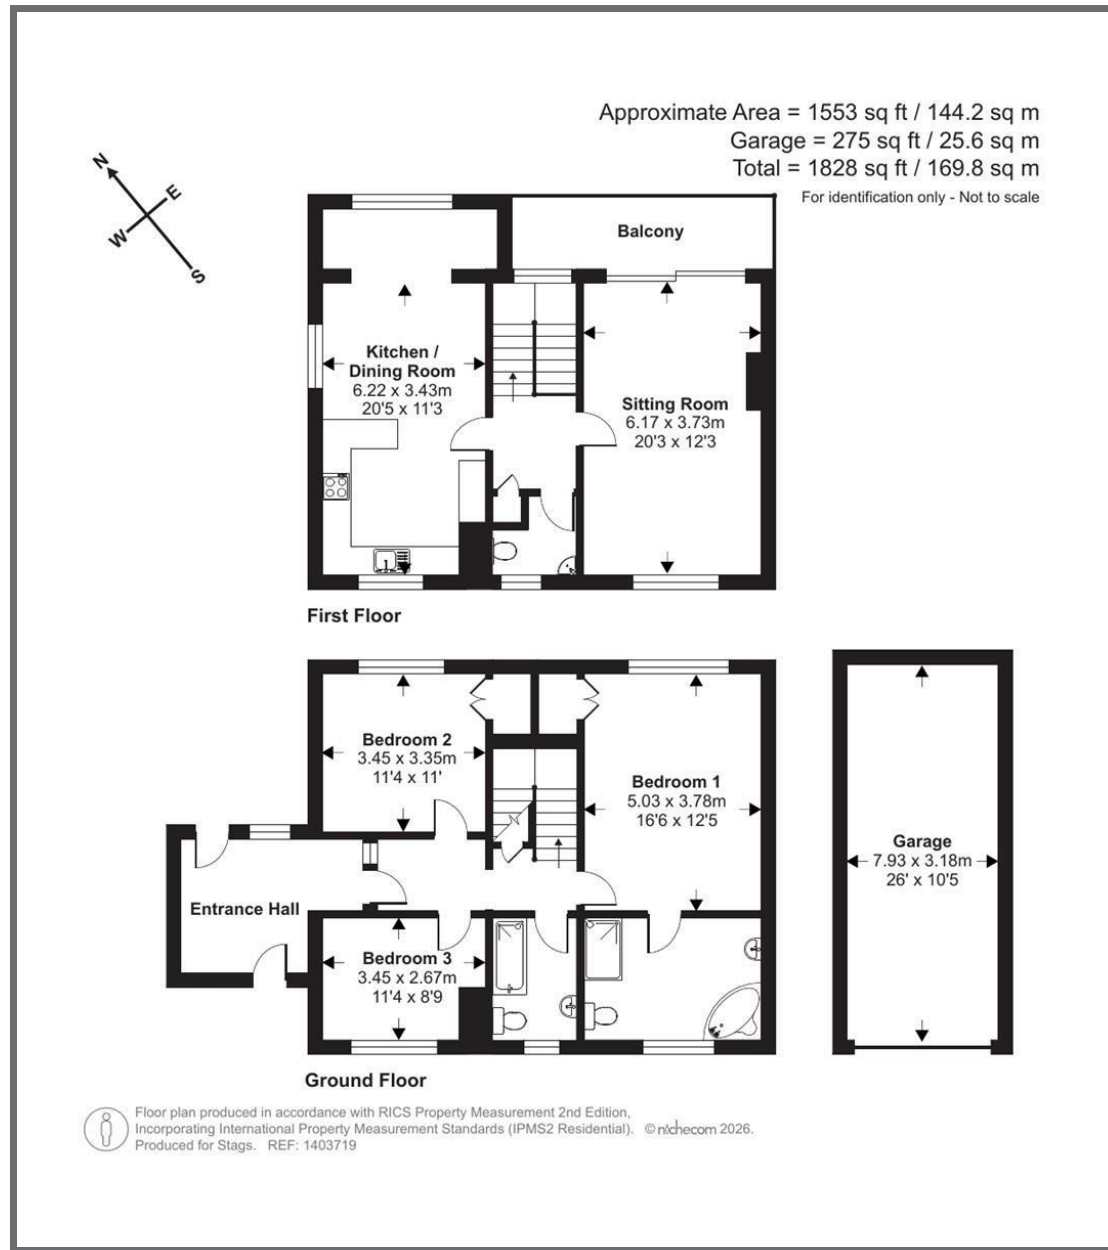 Approximate Area = 1553 sq ft / 144.2 sq m
Garage = 275 sq ft / 25.6 sq m
Total = 1828 sq ft / 169.8 sq m
For identification only - Not to scale
N
E
W
S
Balcony
Kitchen /
Dining Room
6.22 x 3.43m
20'5 x 11'3
Sitting Room
6.17 x 3.73m
20'3 x 12'3
First Floor
Bedroom 2
3.45 x 3.35m
11'4 x 11'
Bedroom 1
5.03 x 3.78m
16'6 x 12'5
Garage
7.93 x 3.18m
26' x 10'5
Entrance Hall
Bedroom 3
3.45 x 2.67m
11'4 x 8'9
Ground Floor
Floor plan produced in accordance with RICS Property Measurement 2nd Edition,
Incorporating International Property Measurement Standards (IPMS2 Residential). © nichecom 2026.
Produced for Stags. REF: 1403719